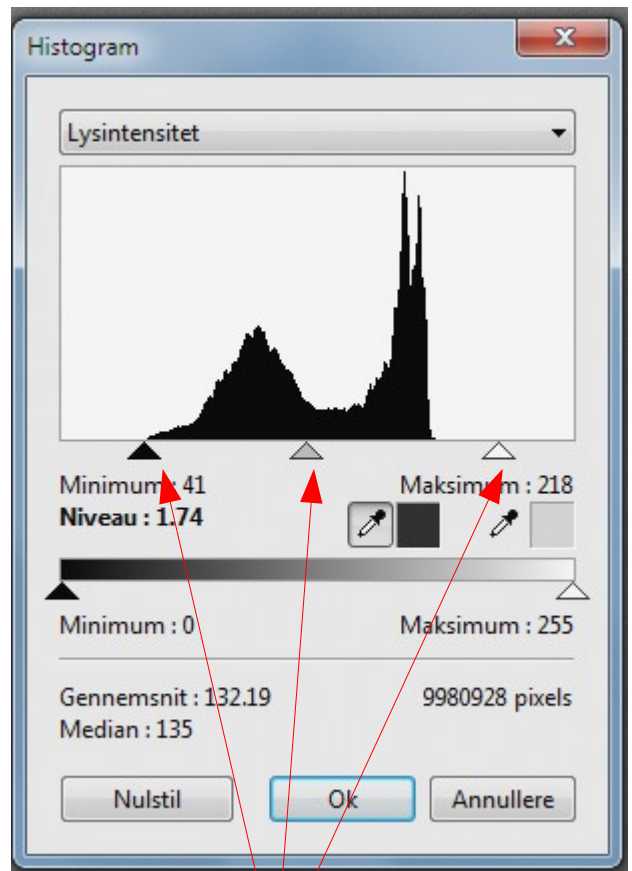 Histogram
Lysintensitet
Minimum : 41 Maksimum : 218
Niveau : 1.74
Minimum : 0 Maksimum : 255
Gennemsnit : 132.19 9980928 pixels
Median : 135
Nulstil Ok Annullere